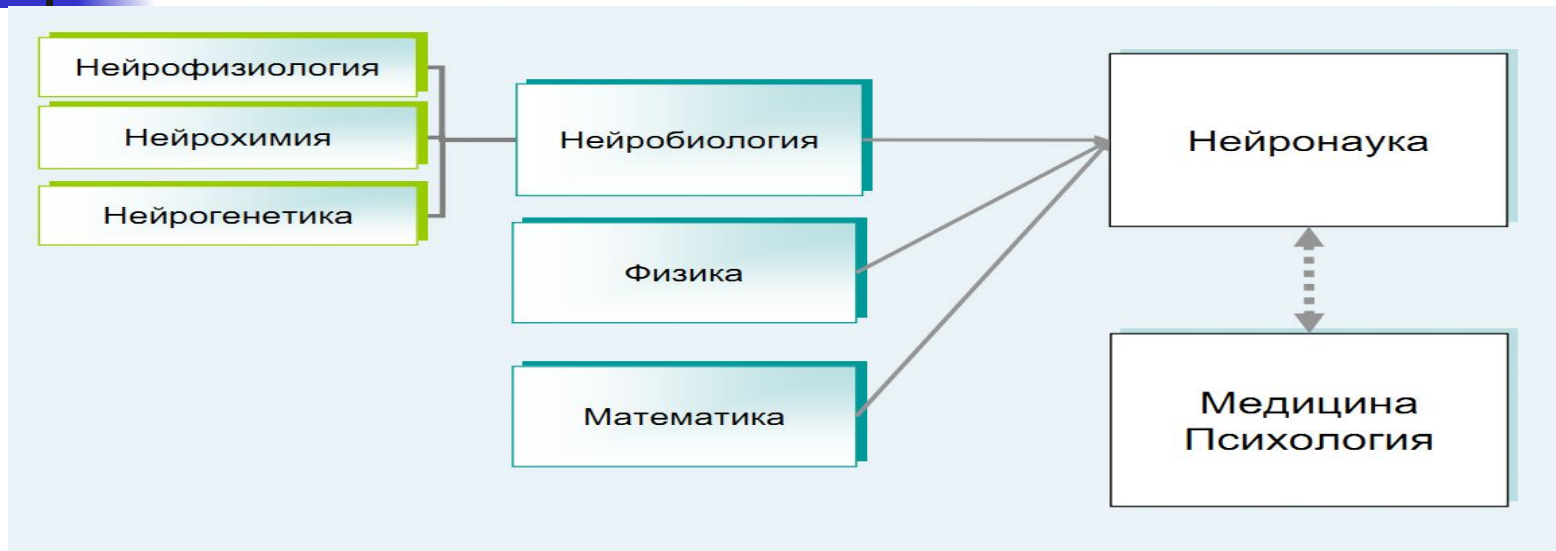 Нейрофизиология
Нейрохимия
Нейрогенетика
Нейробиология
Физика
Математика
Нейронаука
Медицина
Психология